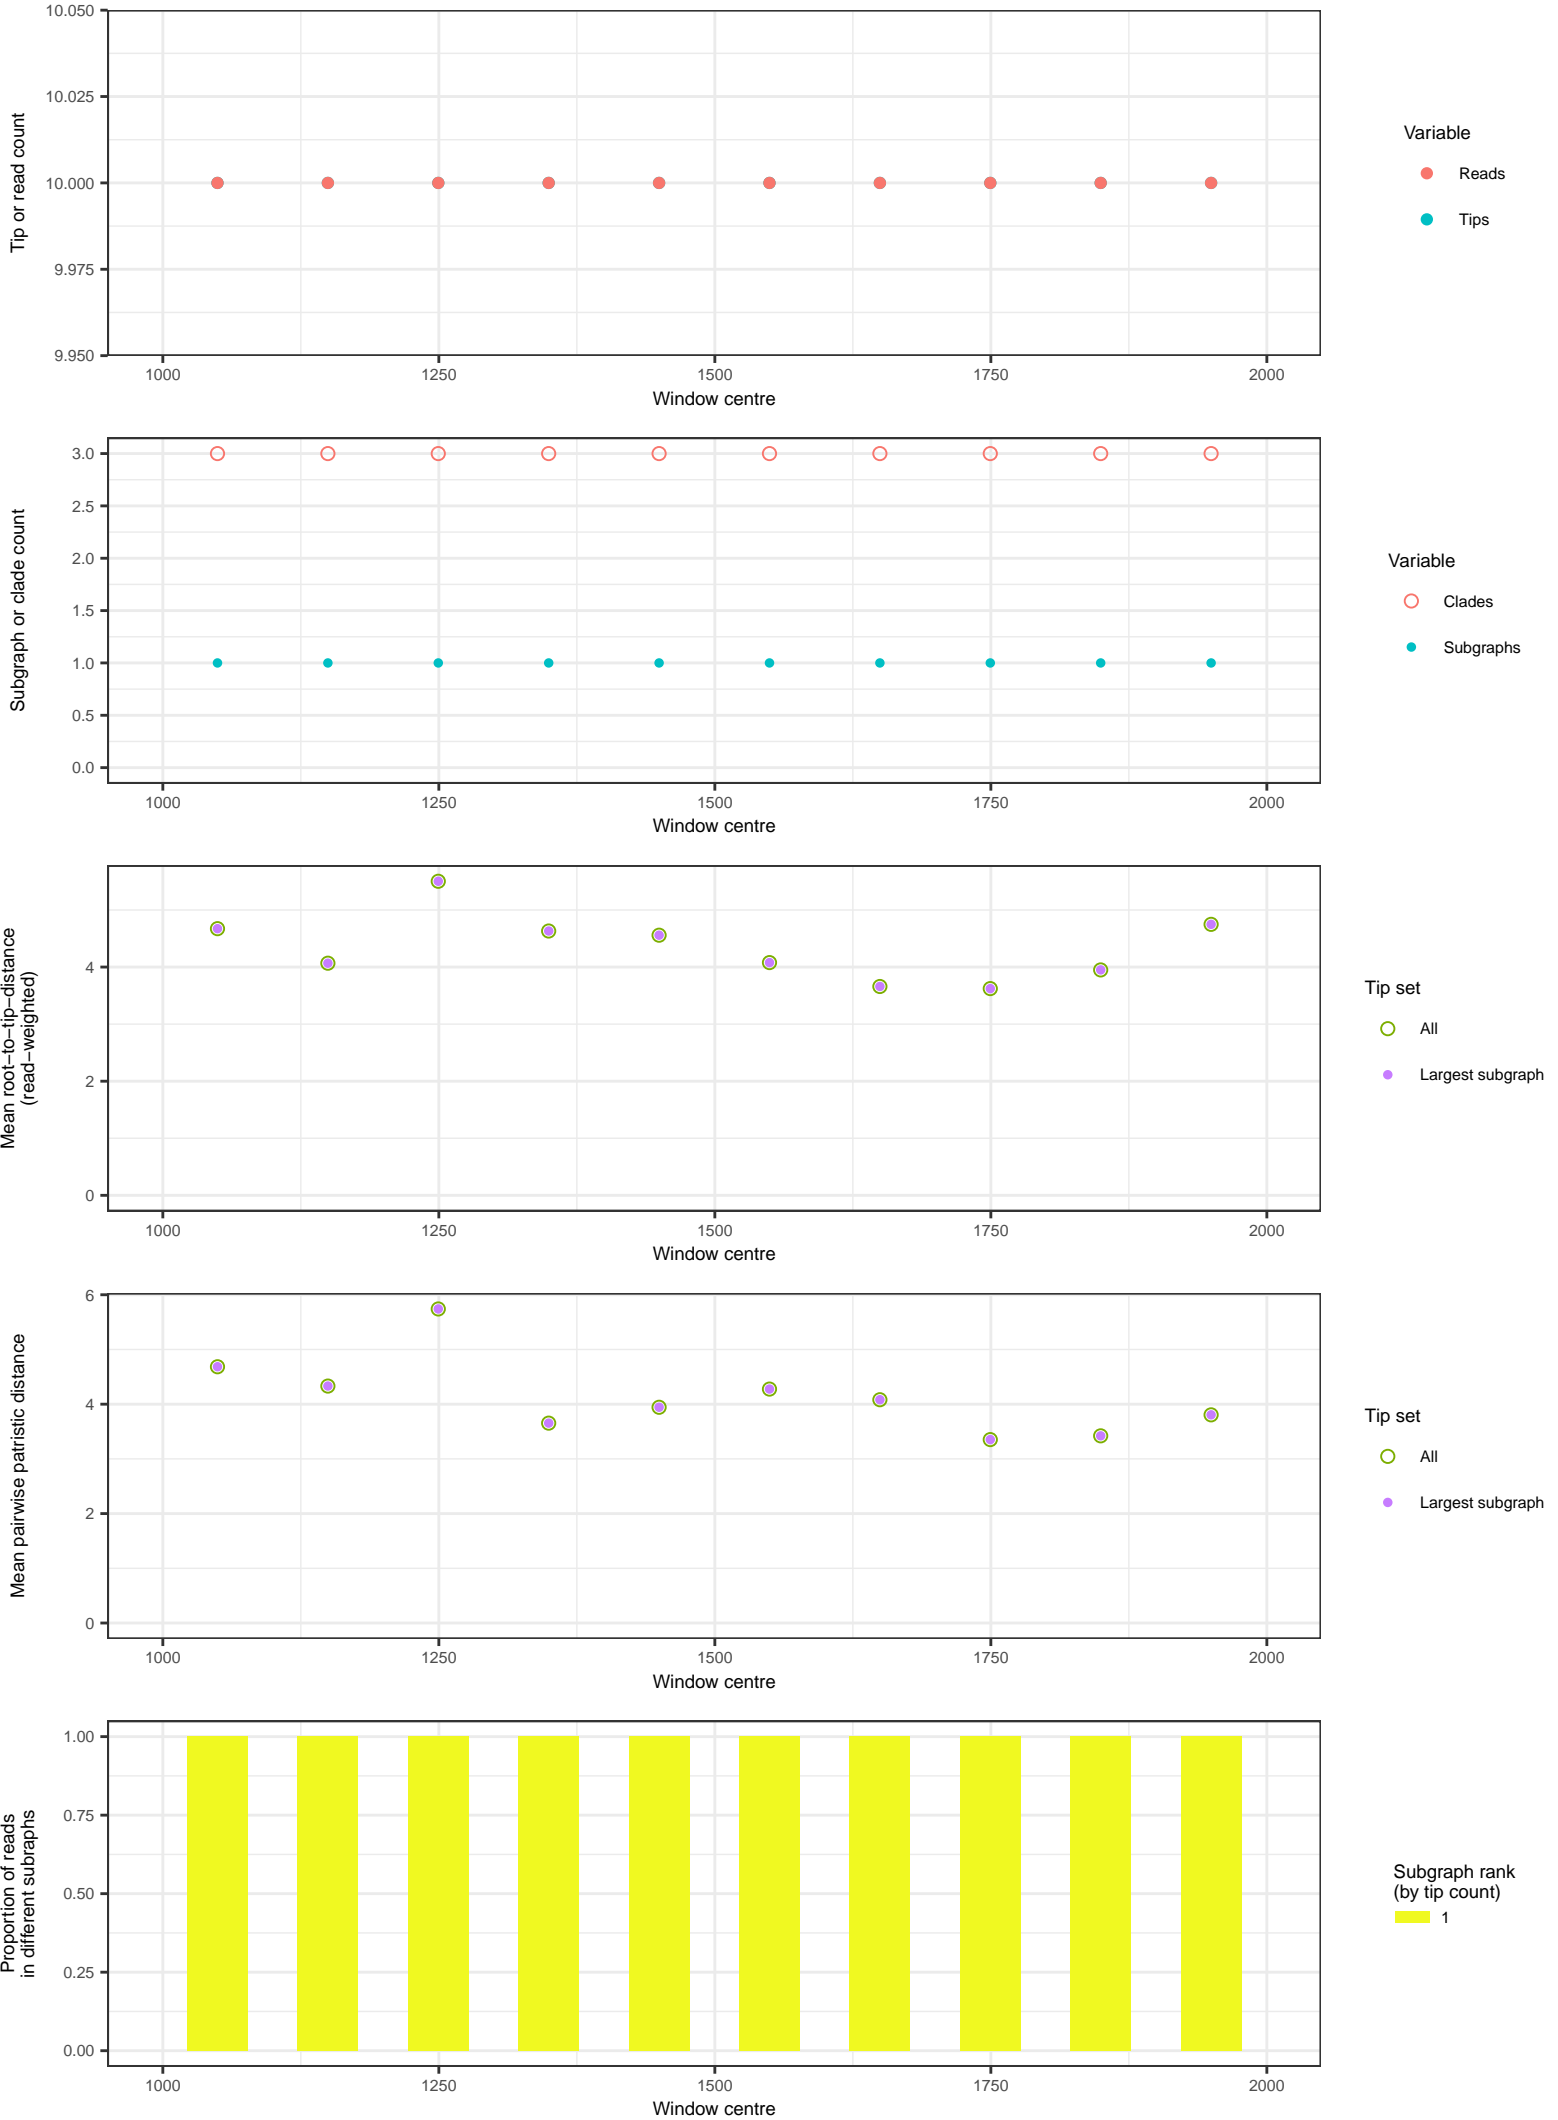 10.050
10.025
10.000
9.975
9.950
Tip or read count
1000 1250 1500 1750 2000
Window centre
Variable
Reads
Tips
3.0
2.5
2.0
1.5
1.0
0.5
0.0
Subgraph or clade count
1000 1250 1500 1750 2000
Window centre
Variable
Clades
Subgraphs
4
2
0
Mean root−to−tip−distance
(read−weighted)
1000 1250 1500 1750 2000
Window centre
Tip set
All
Largest subgraph
6
4
2
0
Mean pairwise patristic distance
1000 1250 1500 1750 2000
Window centre
Tip set
All
Largest subgraph
1.00
0.75
0.50
0.25
0.00
Proportion of reads
in different subraphs
1000 1250 1500 1750 2000
Window centre
Subgraph rank
(by tip count)
1